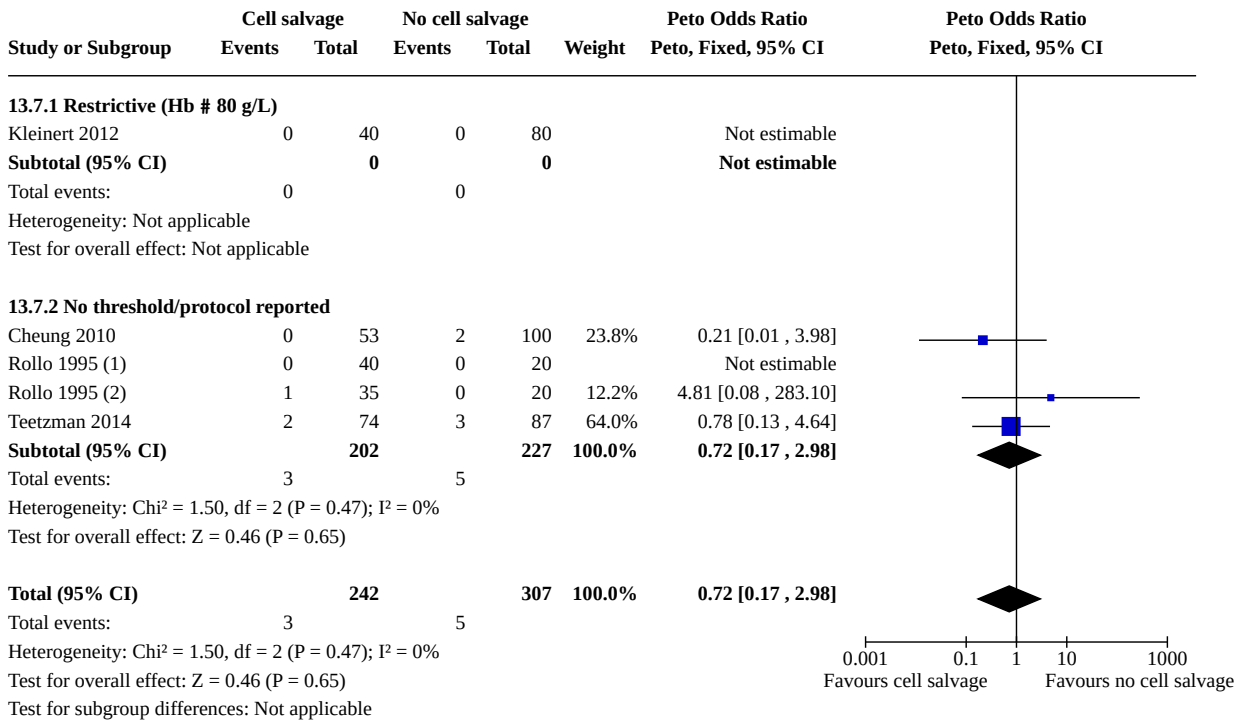 Cell salvage No cell salvage Peto Odds Ratio Peto Odds Ratio
Study or Subgroup Events Total Events Total Weight Peto, Fixed, 95% CI Peto, Fixed, 95% CI
13.7.1 Restrictive (Hb # 80 g/L)
Kleinert 2012 0 40 0 80 Not estimable
Subtotal (95% CI) 0 0 Not estimable
Total events: 0 0
Heterogeneity: Not applicable
Test for overall effect: Not applicable
13.7.2 No threshold/protocol reported
Cheung 2010 0 53 2 100 23.8% 0.21 [0.01 , 3.98]
Rollo 1995 (1) 0 40 0 20 Not estimable
Rollo 1995 (2) 1 35 0 20 12.2% 4.81 [0.08 , 283.10]
Teetzman 2014 2 74 3 87 64.0% 0.78 [0.13 , 4.64]
Subtotal (95% CI) 202 227 100.0% 0.72 [0.17 , 2.98]
Total events: 3 5
Heterogeneity: Chi² = 1.50, df = 2 (P = 0.47); I² = 0%
Test for overall effect: Z = 0.46 (P = 0.65)
Total (95% CI) 242 307 100.0% 0.72 [0.17 , 2.98]
Total events: 3 5
Heterogeneity: Chi² = 1.50, df = 2 (P = 0.47); I² = 0%
Test for overall effect: Z = 0.46 (P = 0.65)
Test for subgroup differences: Not applicable
0.001 0.1 1 10 1000
Favours cell salvage Favours no cell salvage